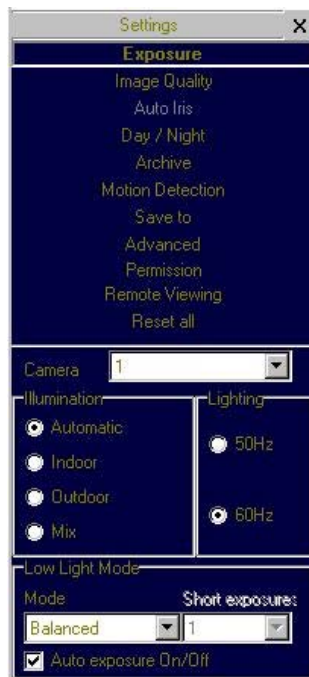 Settings X
Exposure
Image Quality
Auto Iris
Day / Night
Archive
Motion Detection
Save to
Advanced
Permission
Remote Viewing
Reset all
Camera 1
Illumination
Automatic
Indoor
Outdoor
Mix
Lighting
50Hz
60Hz
Low Light Mode
Mode Short exposures
Balanced 1
Auto exposure On/Off